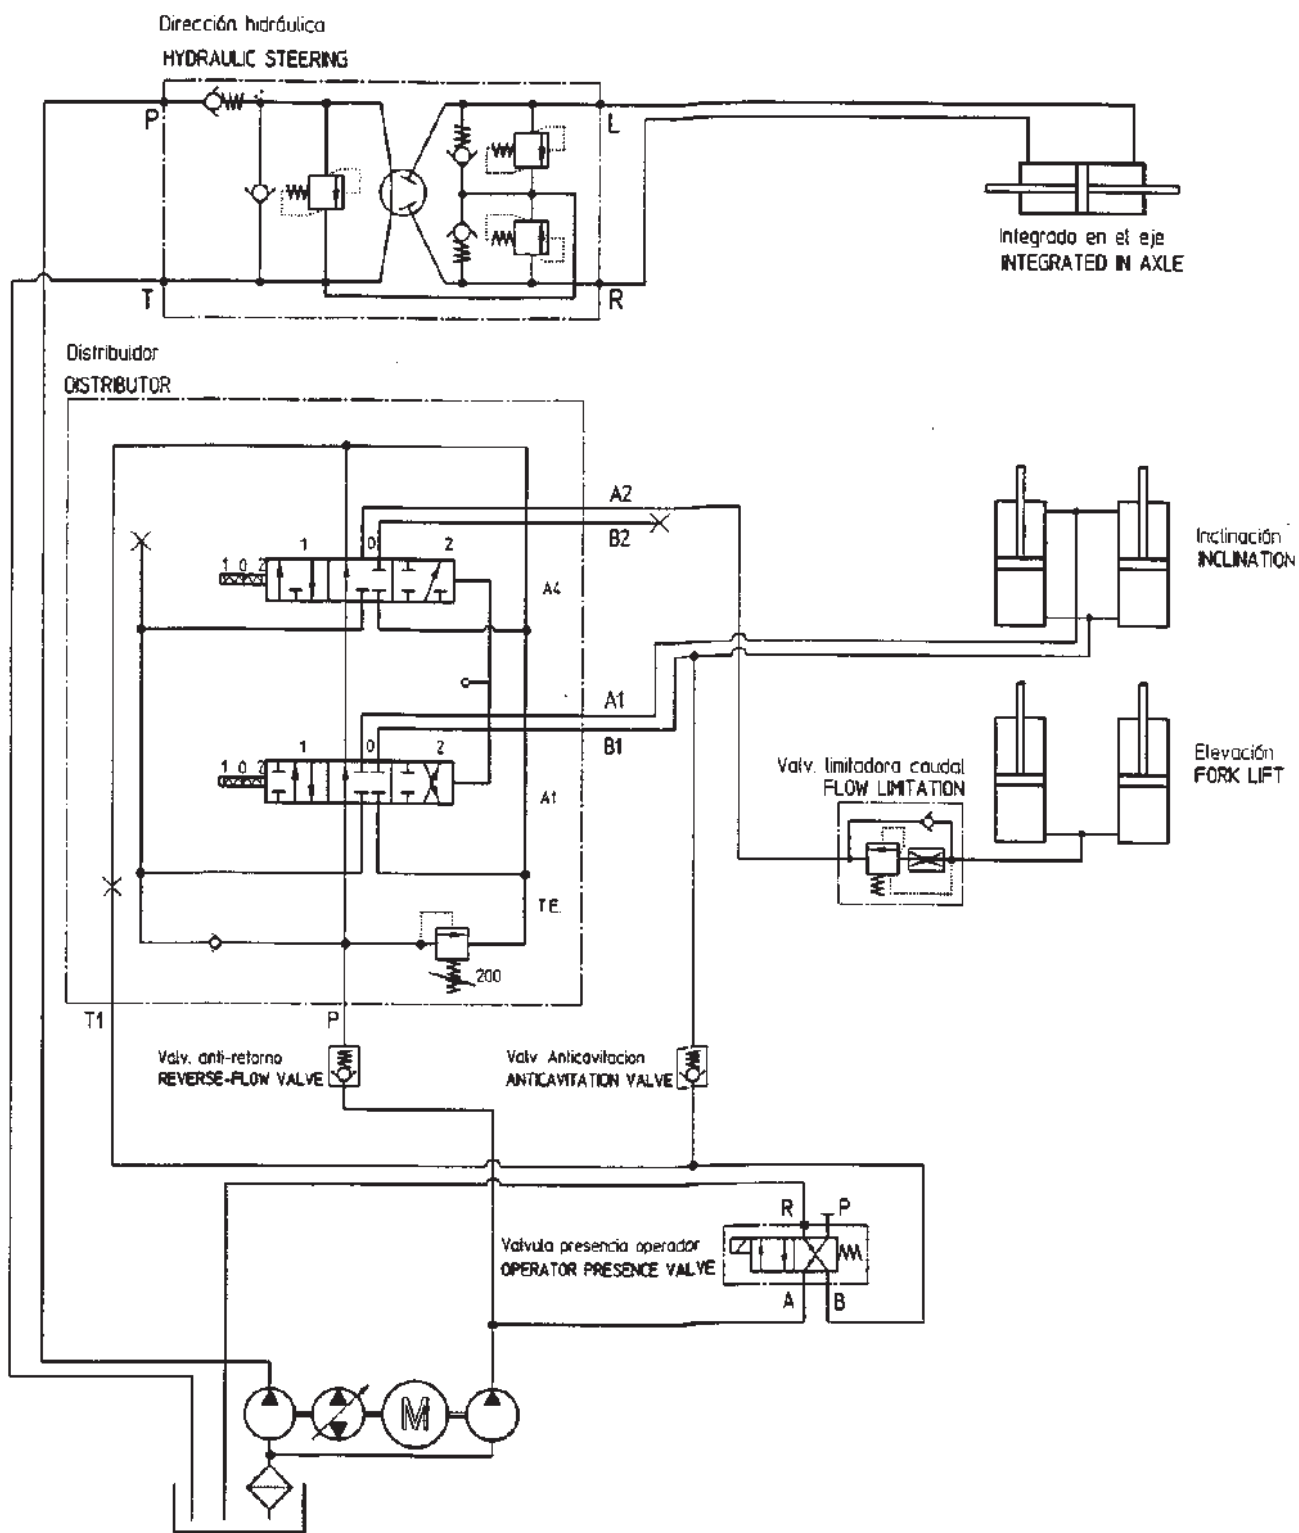 Dirección hidráulica
HYDRAULIC STEERING
P
L
T
R
Integrado en el eje
INTEGRATED IN AXLE
Distribuidor
DISTRIBUTOR
A2
B2
1 0 2
1 0 2
A4
Inclinación
INCLINATION
A1
B1
1 0 2
1 0 2
A1
Elevación
FORK LIFT
Valv. limitadora caudal
FLOW LIMITATION
TE
200
T1
P
Valv. anti-retorno
REVERSE-FLOW VALVE
Valv Anticavitacion
ANTICAVITATION VALVE
R P
Valvula presencia operador
OPERATOR PRESENCE VALVE
A B
M